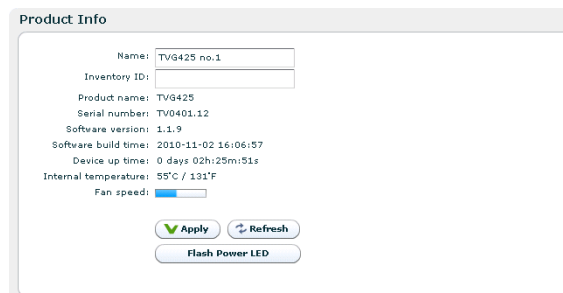 Product Info
Name: TVG425 no.1
Inventory ID:
Product name: TVG425
Serial number: TV0401.12
Software version: 1.1.9
Software build time: 2010-11-02 16:06:57
Device up time: 0 days 02h:25m:51s
Internal temperature: 55°C / 131°F
Fan speed:
Apply Refresh
Flash Power LED